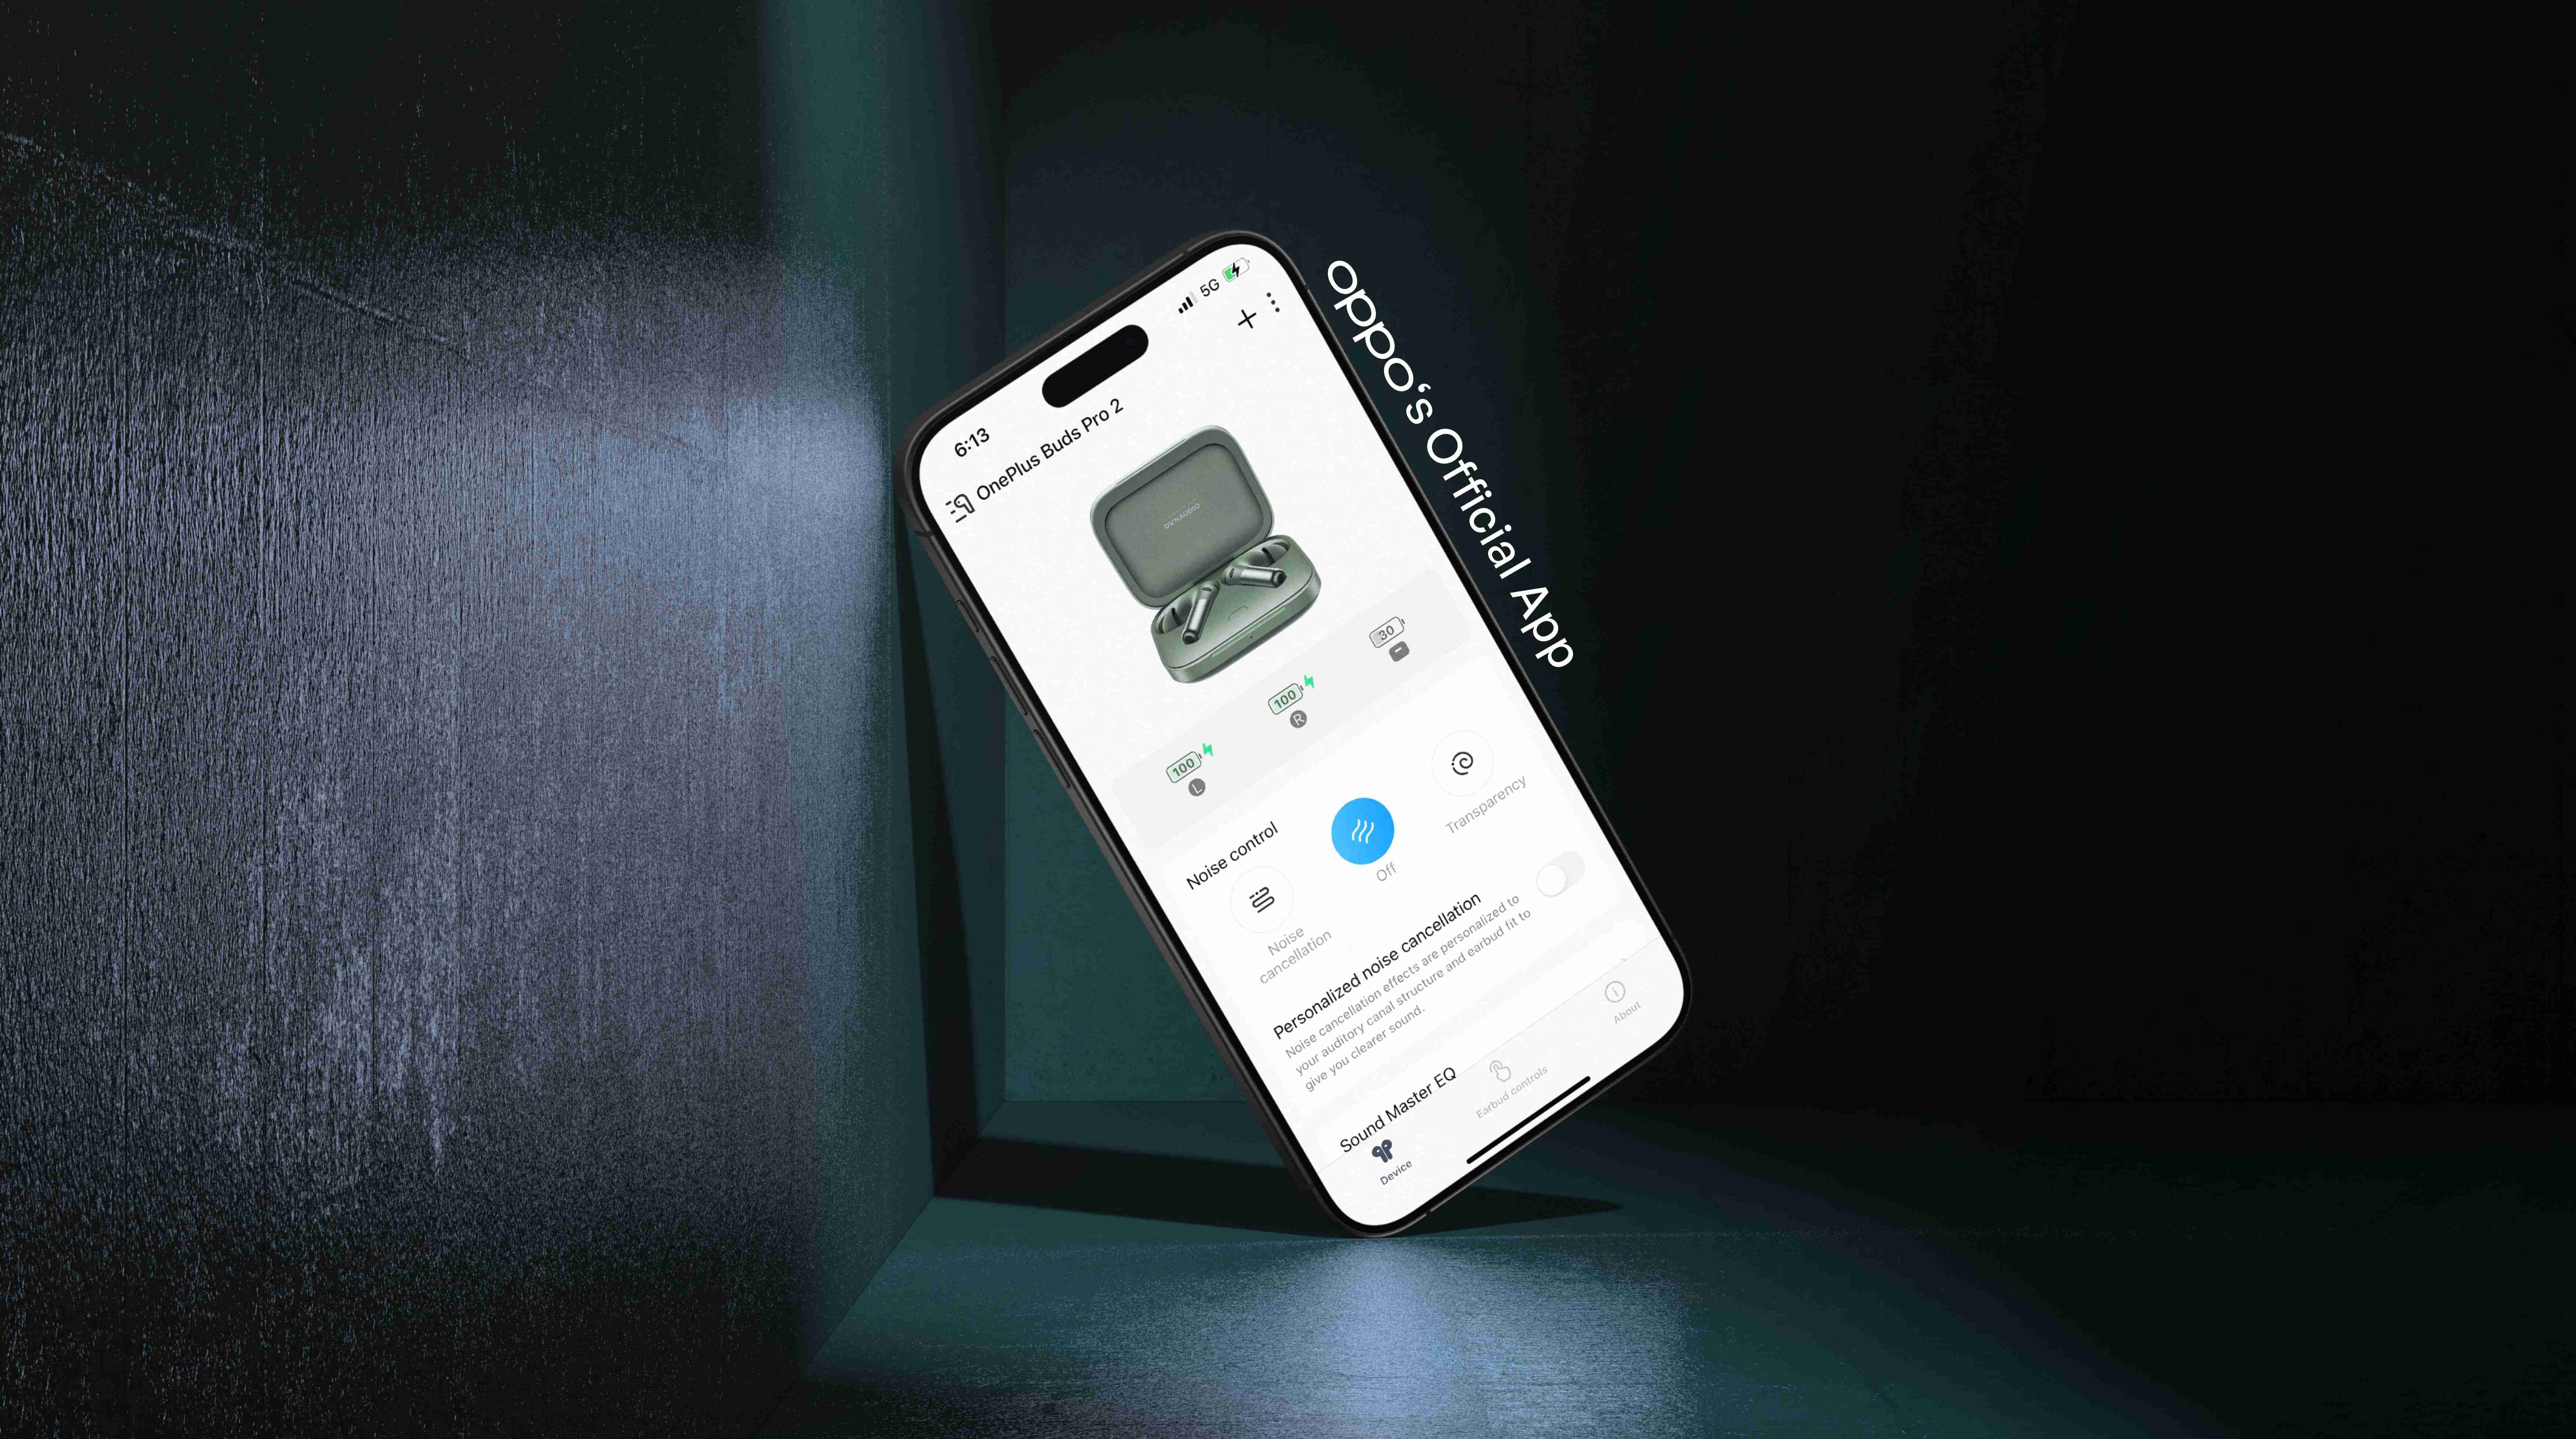 6:13
5G
OnePlus Buds Pro 2
DYNAUDIO
100
L
100
R
30
Noise control
Noise cancellation
Off
Transparency
Personalized noise cancellation
Noise cancellation effects are personalized to
your auditory canal structure and earbud fit to
give you clearer sound.
Sound Master EQ
Device
Earbud controls
About
oppo‘s Official App